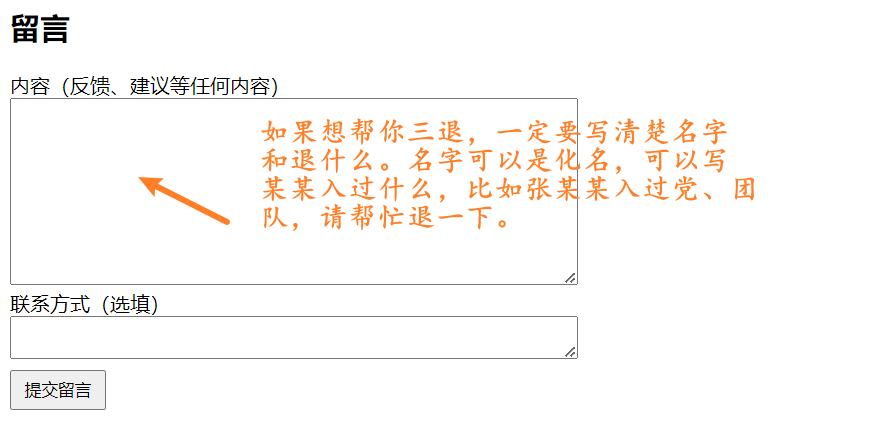 留言
内容（反馈、建议等任何内容）
如果想帮你三退，一定要写清楚名字
和退什么。名字可以是化名，可以写
某某入过什么，比如张某某入过党、团
队，请帮忙退一下。
联系方式（选填）
提交留言